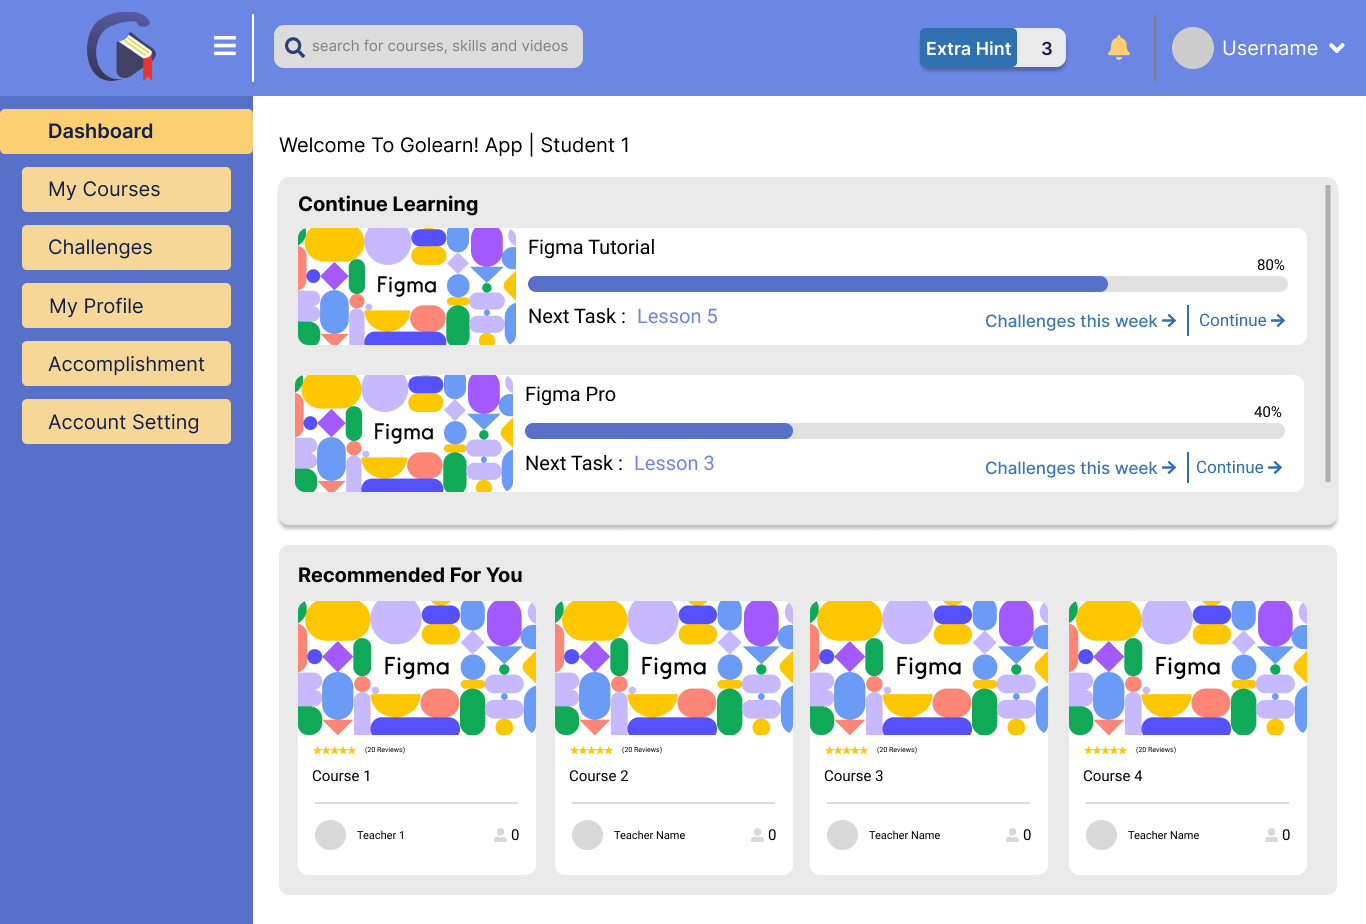 search for courses, skills and videos
Extra Hint 3
Username
Dashboard
My Courses
Challenges
My Profile
Accomplishment
Account Setting
Welcome To Golearn! App | Student 1
Continue Learning
Figma
Figma Tutorial
80%
Next Task : Lesson 5
Challenges this week
Continue
Figma
Figma Pro
40%
Next Task : Lesson 3
Challenges this week
Continue
Recommended For You
Figma
(20 Reviews)
Course 1
Teacher 1
0
Figma
(20 Reviews)
Course 2
Teacher Name
0
Figma
(20 Reviews)
Course 3
Teacher Name
0
Figma
(20 Reviews)
Course 4
Teacher Name
0